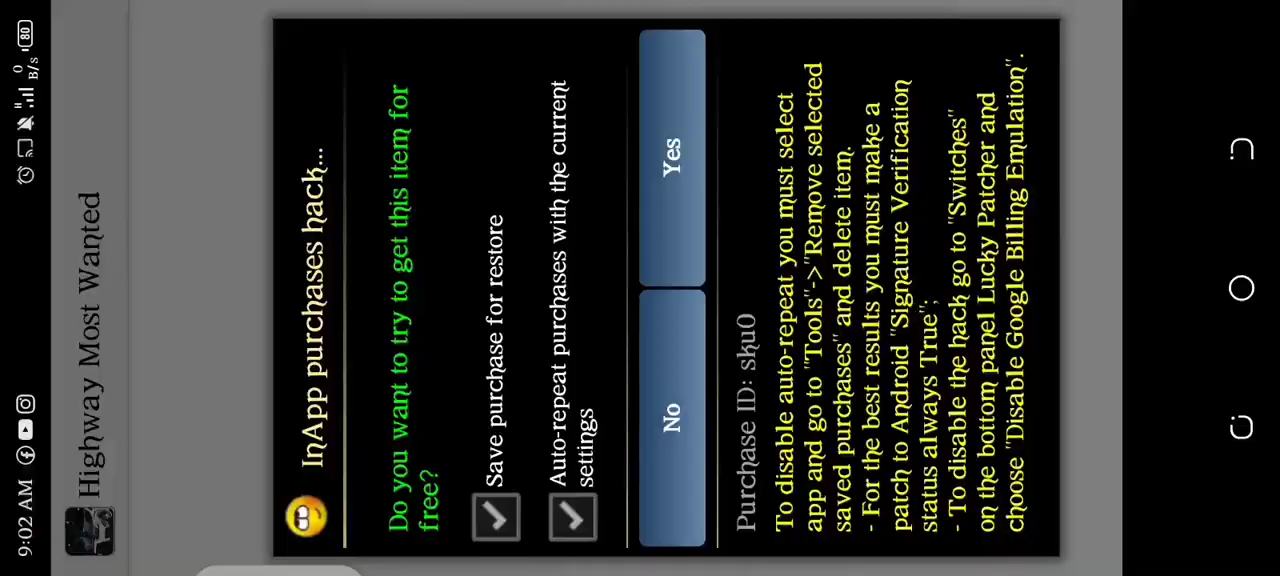 9:02 AM
0
B/s
80
Highway Most Wanted
InApp purchases hack...
Do you want to try to get this item for
free?
Save purchase for restore
Auto-repeat purchases with the current
settings
No
Yes
Purchase ID: sku0
To disable auto-repeat you must select
app and go to "Tools"->"Remove selected
saved purchases" and delete item.
- For the best results you must make a
patch to Android "Signature Verification
status always True";
- To disable the hack go to "Switches"
on the bottom panel Lucky Patcher and
choose "Disable Google Billing Emulation".